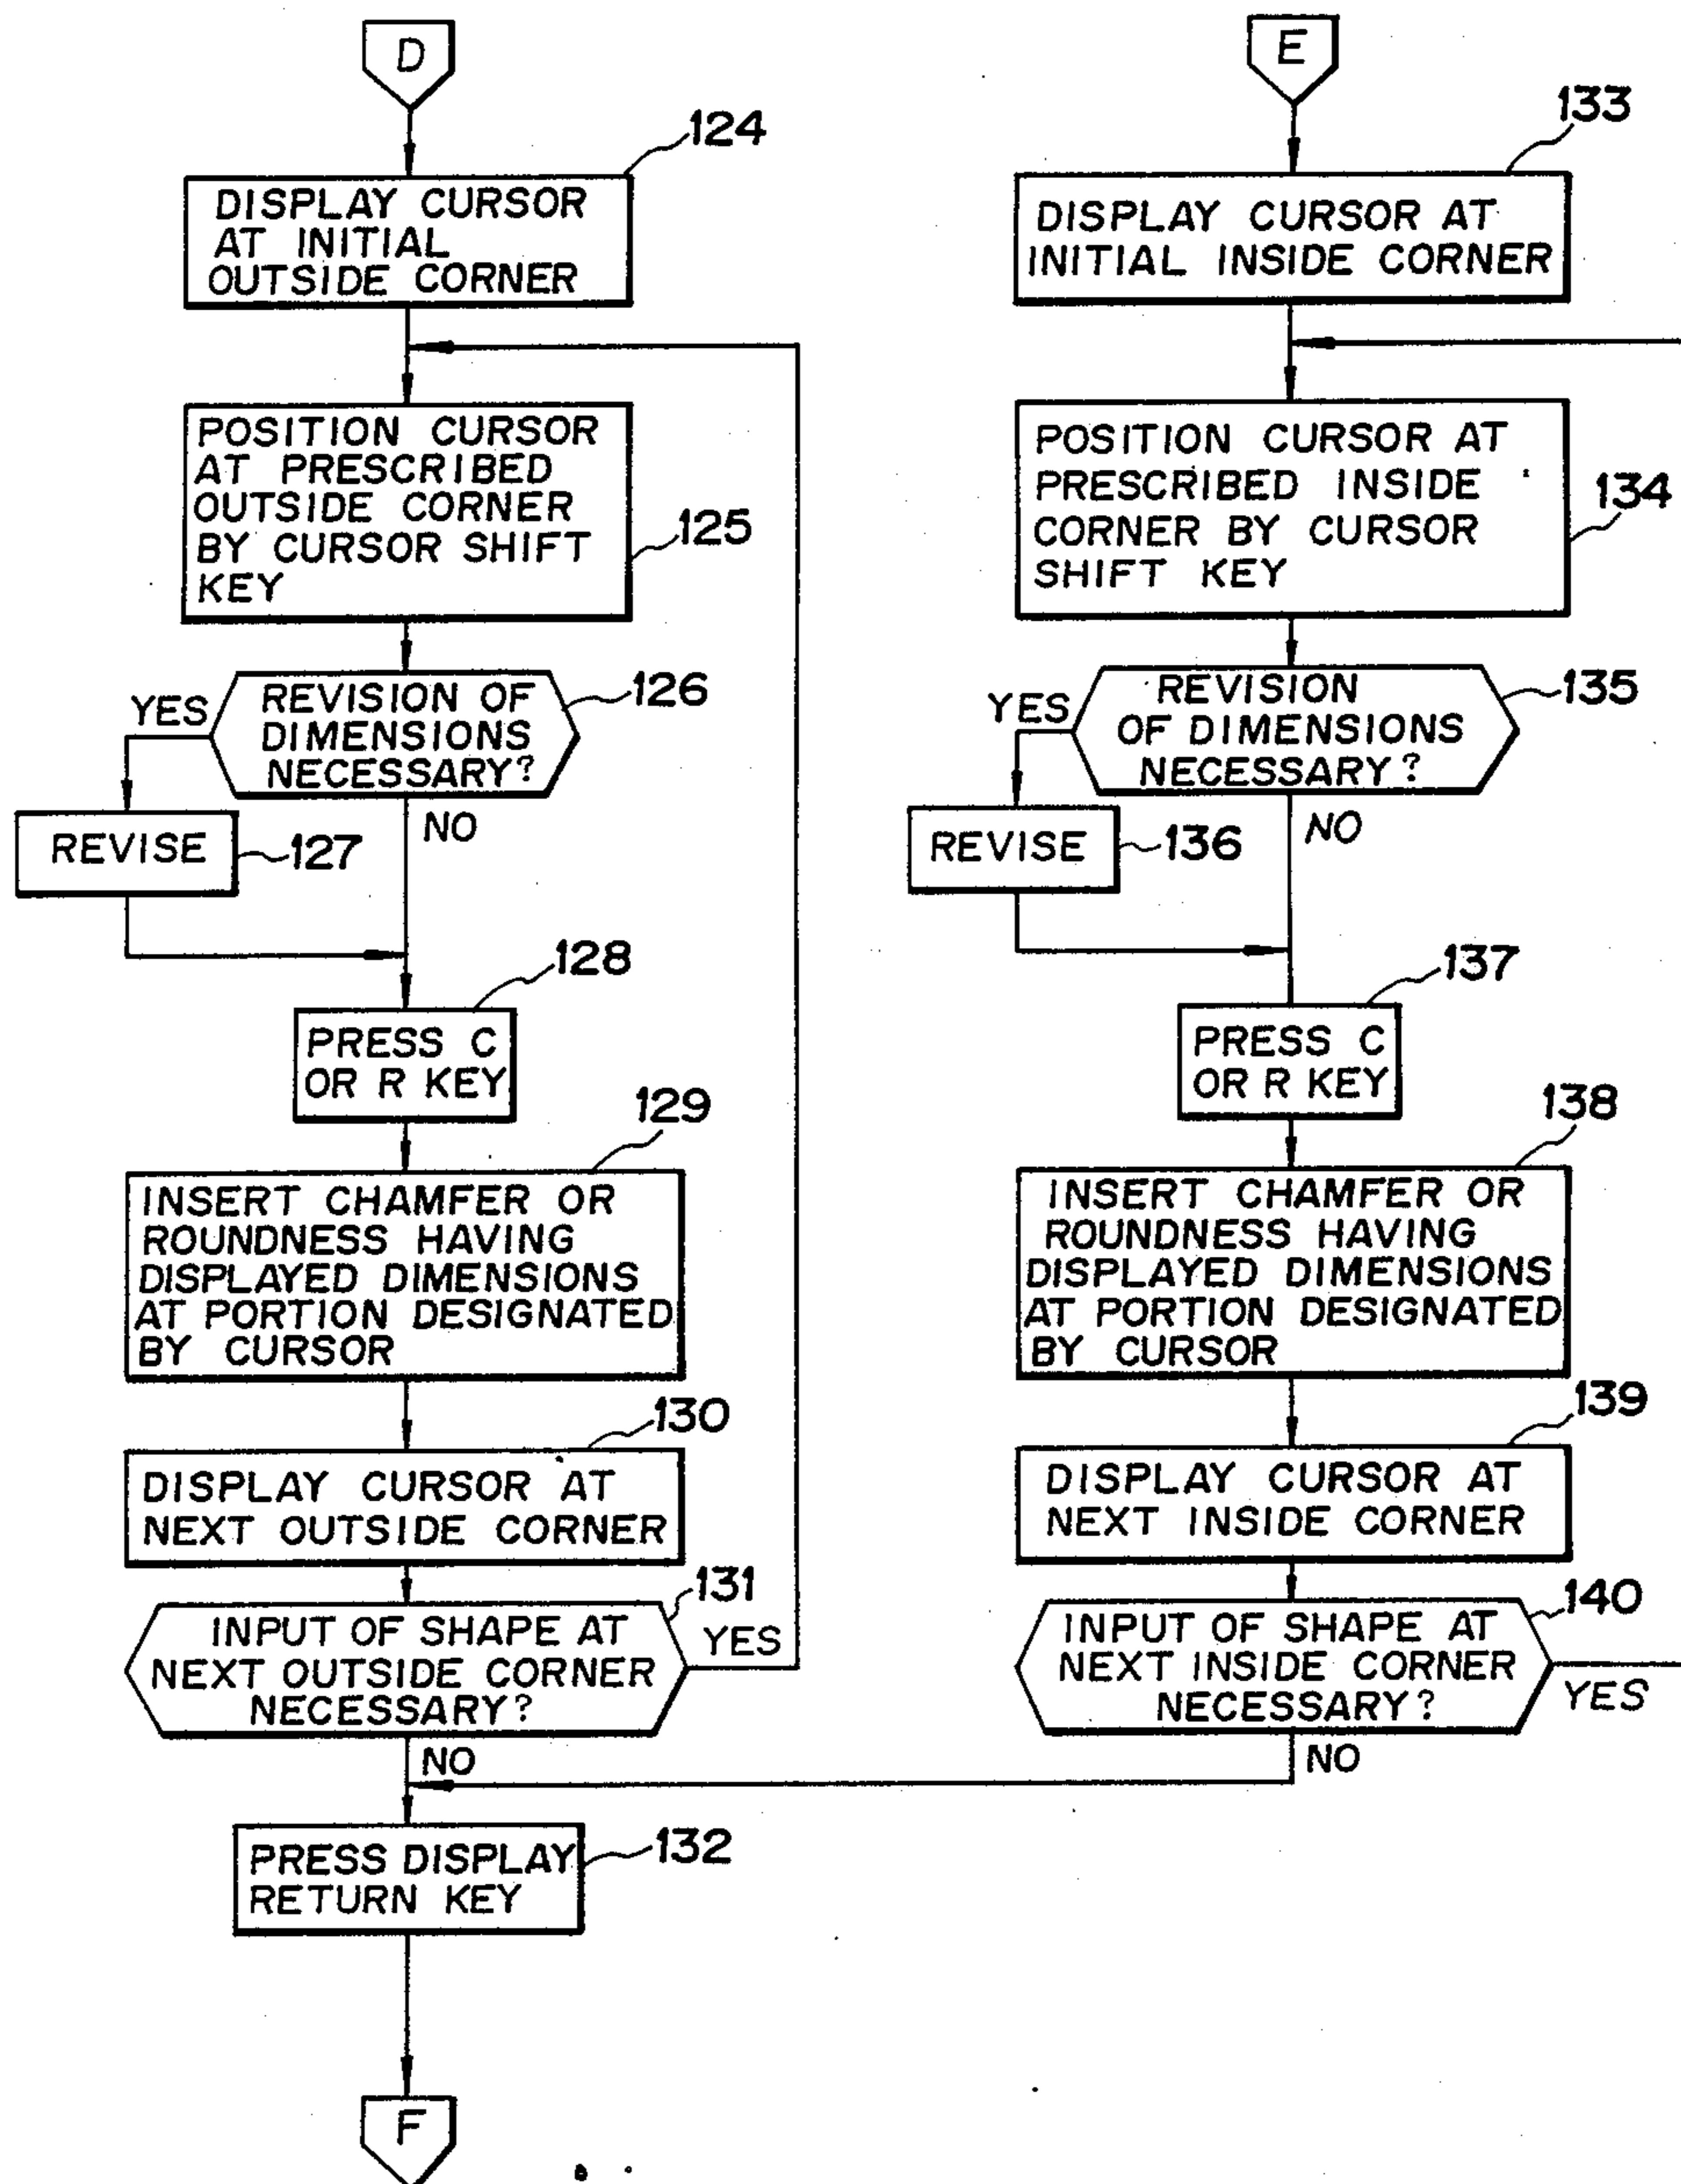 D
124
DISPLAY CURSOR
AT INITIAL
OUTSIDE CORNER
POSITION CURSOR
AT PRESCRIBED
OUTSIDE CORNER
BY CURSOR SHIFT
KEY
125
YES
REVISION OF
DIMENSIONS
NECESSARY?
126
NO
REVISE
127
128
PRESS C
OR R KEY
129
INSERT CHAMFER OR
ROUNDNESS HAVING
DISPLAYED DIMENSIONS
AT PORTION DESIGNATED
BY CURSOR
130
DISPLAY CURSOR AT
NEXT OUTSIDE CORNER
131
INPUT OF SHAPE AT
NEXT OUTSIDE CORNER
NECESSARY?
YES
NO
PRESS DISPLAY
RETURN KEY
132
F
E
133
DISPLAY CURSOR AT
INITIAL INSIDE CORNER
POSITION CURSOR AT
PRESCRIBED INSIDE
CORNER BY CURSOR
SHIFT KEY
134
YES
REVISION
OF DIMENSIONS
NECESSARY?
135
NO
REVISE
136
137
PRESS C
OR R KEY
138
INSERT CHAMFER OR
ROUNDNESS HAVING
DISPLAYED DIMENSIONS
AT PORTION DESIGNATED
BY CURSOR
139
DISPLAY CURSOR AT
NEXT INSIDE CORNER
140
INPUT OF SHAPE AT
NEXT INSIDE CORNER
NECESSARY?
YES
NO